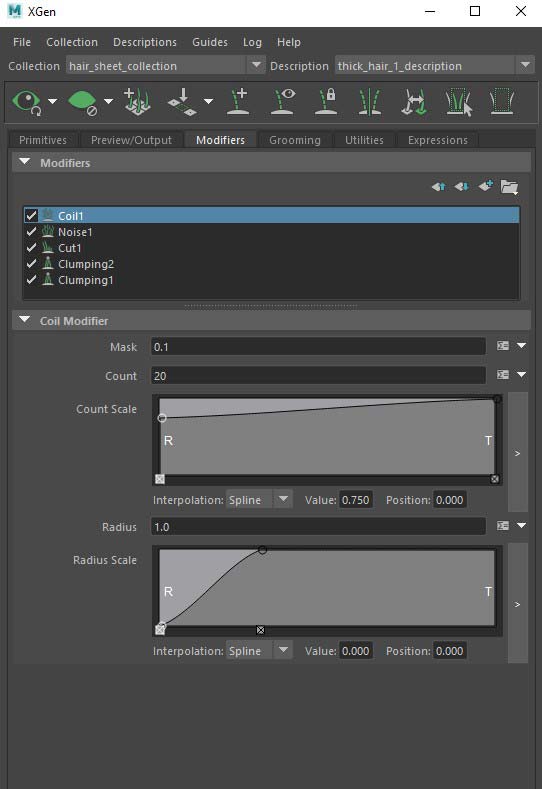 XGen
File Collection Descriptions Guides Log Help
Collection hair_sheet_collection Description thick_hair_1_description
Primitives Preview/Output Modifiers Grooming Utilities Expressions
Modifiers
Coil1
Noise1
Cut1
Clumping2
Clumping1
Coil Modifier
Mask 0.1
Count 20
Count Scale
R T
>
Interpolation: Spline Value: 0.750 Position: 0.000
Radius 1.0
Radius Scale
R T
>
Interpolation: Spline Value: 0.000 Position: 0.000